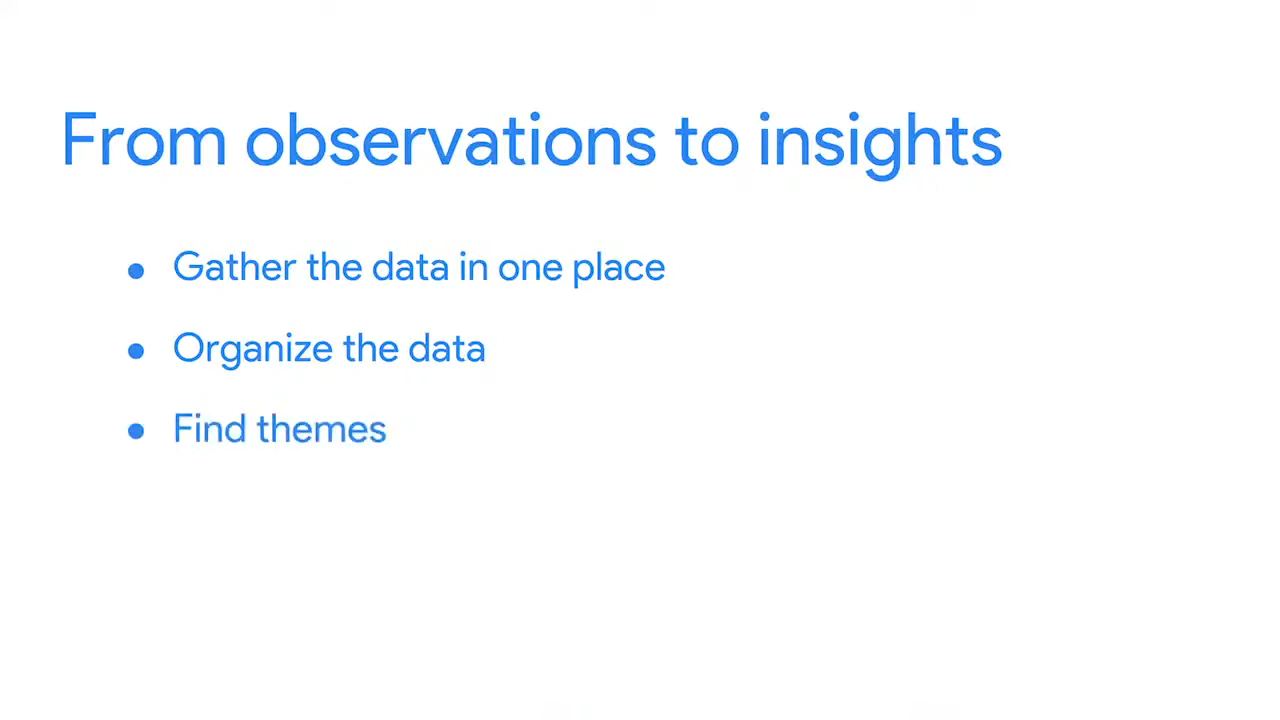 From observations to insights
● Gather the data in one place
● Organize the data
● Find themes